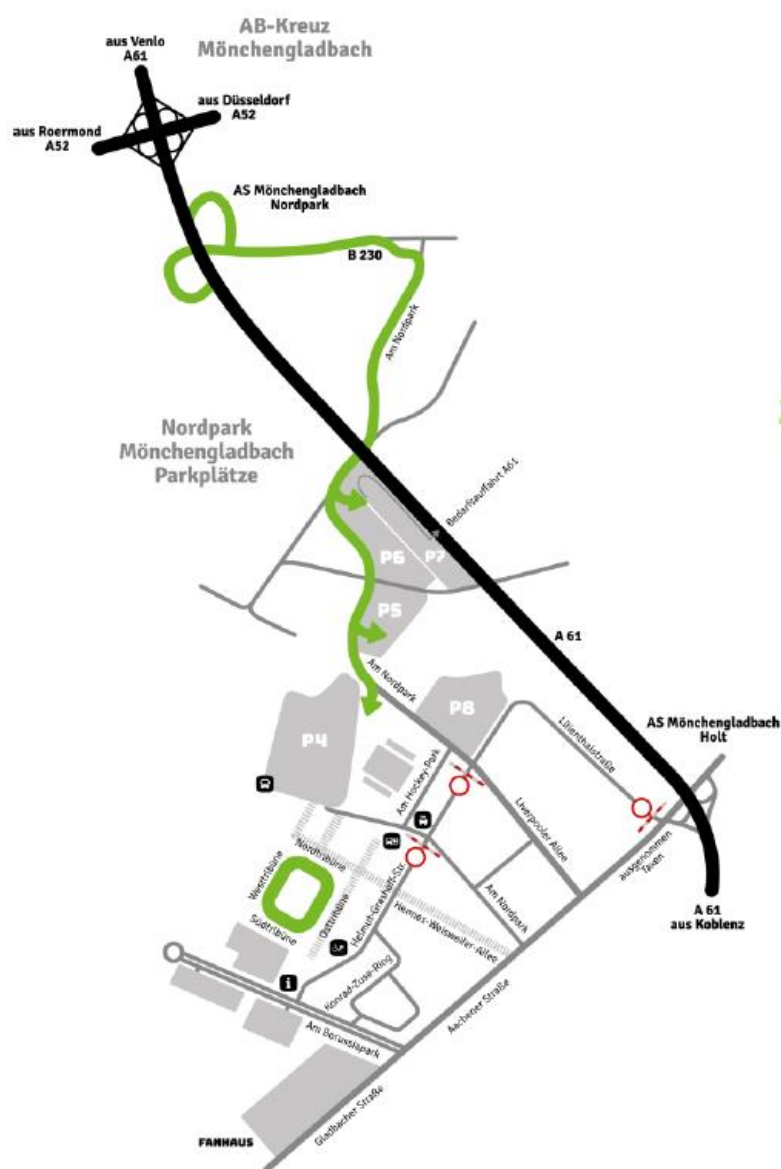 AB-Kreuz
Mönchengladbach
aus Venlo
A61
aus Düsseldorf
A52
aus Roermond
A52
AS Mönchengladbach
Nordpark
B 230
Am Nordpark
Nordpark
Mönchengladbach
Parkplätze
Bedarfsauffahrt A61
P6
P7
P5
A 61
Am Nordpark
P8
P4
AS Mönchengladbach
Holt
Lilienthalstraße
Am Hockey-Park
Liverpooler Allee
ausgenommen
Taxen
Nordtribüne
Westtribüne
Osttribüne
Südtribüne
Helmut-Grashoff-Str.
Hennes-Weisweiler-Allee
Am Nordpark
A 61
aus Koblenz
i
Konrad-Zuse-Ring
Am Borussiapark
Aachener Straße
Gladbacher Straße
FANHAUS